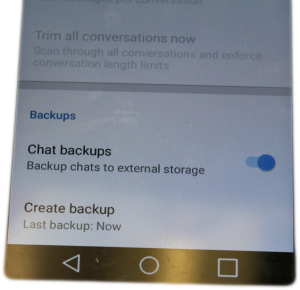 messages per conversation
Trim all conversations now
Scan through all conversations and enforce
conversation length limits
Backups
Chat backups
Backup chats to external storage
Create backup
Last backup: Now